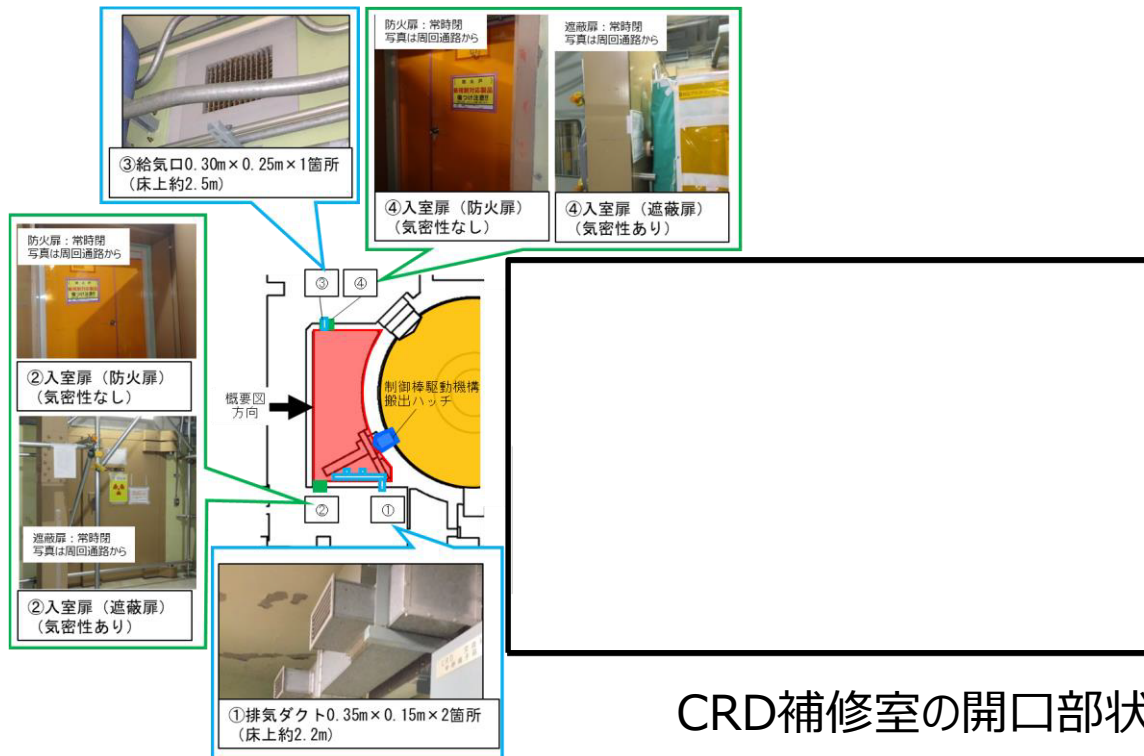 ③給気口0.30m×0.25m×1箇所
(床上約2.5m)
防火扉：常時閉
写真は周回通路から
④入室扉（防火扉）
(気密性なし)
遮蔽扉：常時閉
写真は周回通路から
④入室扉（遮蔽扉）
(気密性あり)
防火扉：常時閉
写真は周回通路から
②入室扉（防火扉）
(気密性なし)
遮蔽扉：常時閉
写真は周回通路から
②入室扉（遮蔽扉）
(気密性あり)
③
④
概要図
方向
制御棒駆動機構
搬出ハッチ
②
①
①排気ダクト0.35m×0.15m×2箇所
(床上約2.2m)
CRD補修室の開口部状